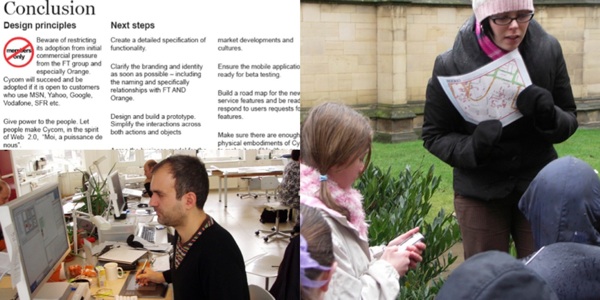 Conclusion
Design principles
members only
Beware of restricting
its adoption from initial
commercial pressure
from the FT group and
especially Orange.
Cycom will succeed and be
adopted if it is open to customers
who use MSN, Yahoo, Google,
Vodafone, SFR etc.
Give power to the people. Let
people make Cycom, in the spirit
of Web 2.0, "Moi, a puissance de
nous".
Next steps
Create a detailed specification of
functionality.
Clarify the branding and identity
as soon as possible – including
the naming and specifically
relationships with FT AND
Orange.
Design and build a prototype.
Simplify the interactions across
both actions and objects
market developments and
cultures.
Ensure the mobile applicatio
ready for beta testing.
Build a road map for the new
service features and be read
respond to users requests fo
features.
Make sure there are enough
physical embodiments of Cy